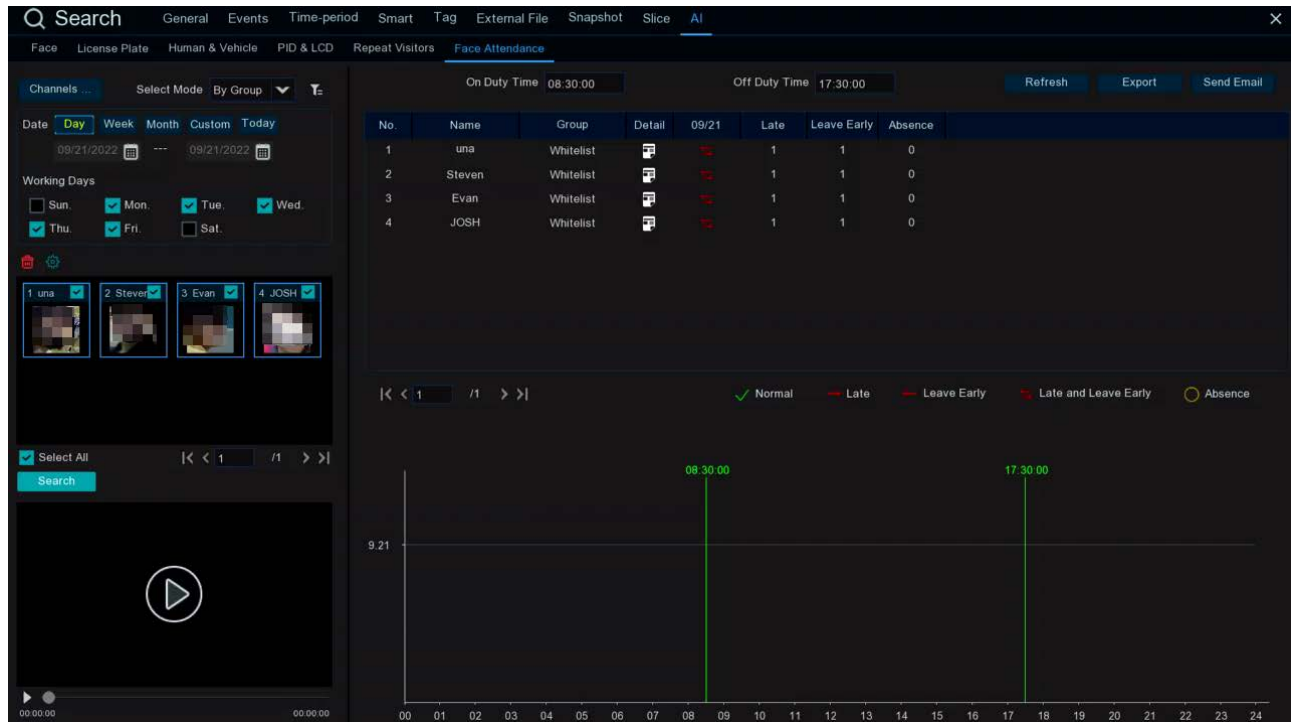 Search General Events Time-period Smart Tag External File Snapshot Slice AI
Face License Plate Human & Vehicle PID & LCD Repeat Visitors Face Attendance
Channels ... Select Mode By Group
Date Day Week Month Custom Today
09/21/2022 --- 09/21/2022
Working Days
Sun. Mon. Tue. Wed.
Thu. Fri. Sat.
1 una 2 Steven 3 Evan 4 JOSH
Select All 1 /1
Search
00:00:00 00:00:00
On Duty Time 08:30:00 Off Duty Time 17:30:00 Refresh Export Send Email
No. Name Group Detail 09/21 Late Leave Early Absence
1 una Whitelist 1 1 0
2 Steven Whitelist 1 1 0
3 Evan Whitelist 1 1 0
4 JOSH Whitelist 1 1 0
1 /1 Normal Late Leave Early Late and Leave Early Absence
08:30:00 17:30:00
9.21
00 01 02 03 04 05 06 07 08 09 10 11 12 13 14 15 16 17 18 19 20 21 22 23 24